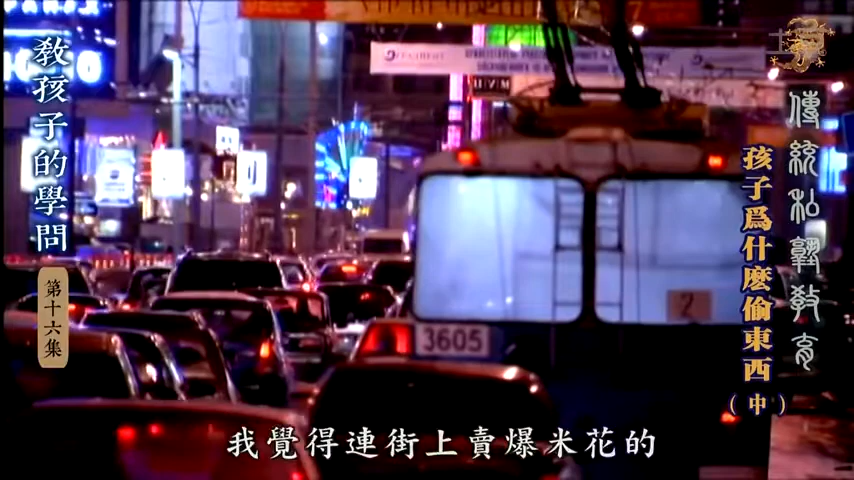 教孩子的學問
第十六集
傳統私塾教育
孩子爲什麼偷東西
(中)
HVM
2
3605
我覺得連街上賣爆米花的